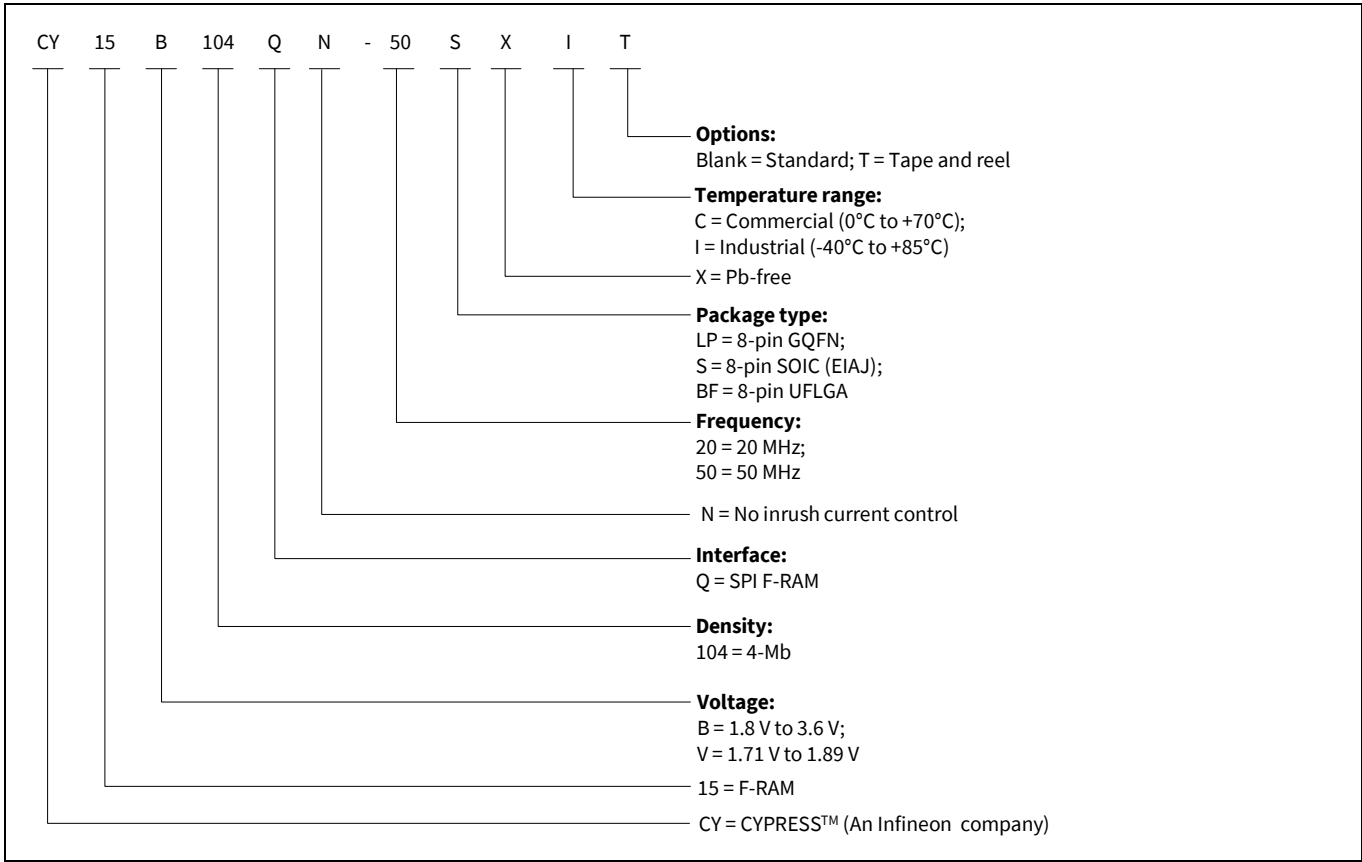 CY 15 B 104 Q N - 50 S X I T
Options:
Blank = Standard; T = Tape and reel
Temperature range:
C = Commercial (0°C to +70°C);
I = Industrial (-40°C to +85°C)
X = Pb-free
Package type:
LP = 8-pin GQFN;
S = 8-pin SOIC (EIAJ);
BF = 8-pin UFLGA
Frequency:
20 = 20 MHz;
50 = 50 MHz
N = No inrush current control
Interface:
Q = SPI F-RAM
Density:
104 = 4-Mb
Voltage:
B = 1.8 V to 3.6 V;
V = 1.71 V to 1.89 V
15 = F-RAM
CY = CYPRESS™ (An Infineon company)